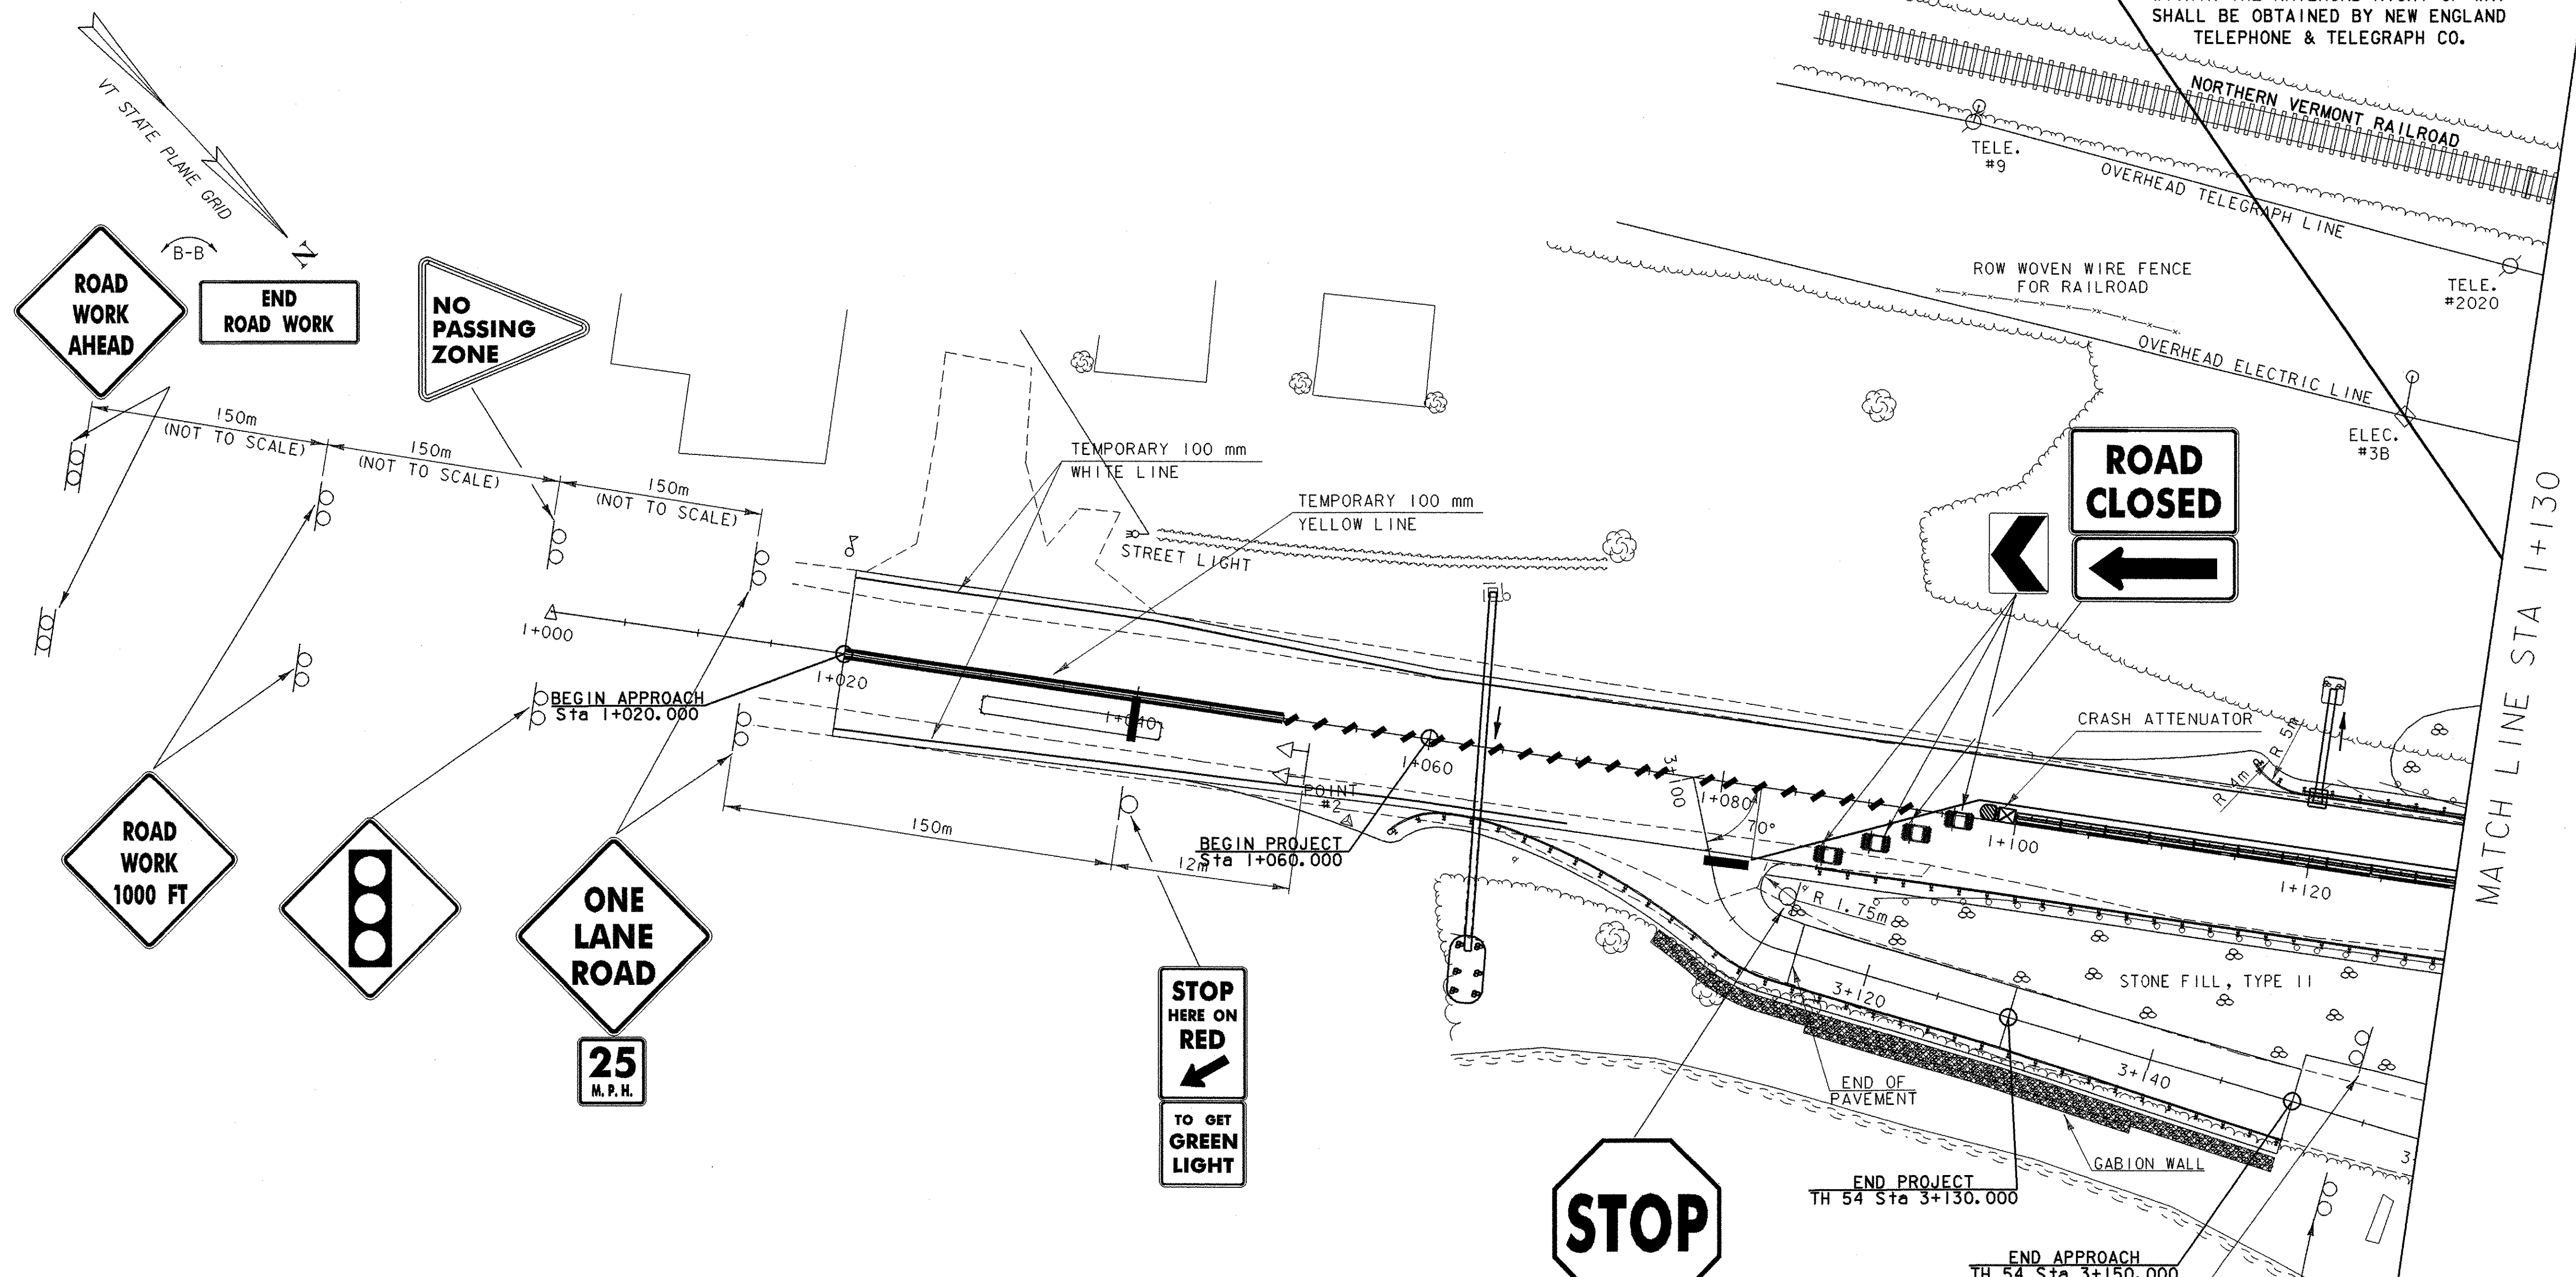 SHALL BE OBTAINED BY NEW ENGLAND
TELEPHONE & TELEGRAPH CO.
NORTHERN VERMONT RAILROAD
TELE.
#9
OVERHEAD TELEGRAPH LINE
VT STATE PLANE GRID
N
B-B
ROAD
WORK
AHEAD
END
ROAD WORK
NO
PASSING
ZONE
ROW WOVEN WIRE FENCE
FOR RAILROAD
TELE.
#2020
OVERHEAD ELECTRIC LINE
ELEC.
#3B
150m
(NOT TO SCALE)
150m
(NOT TO SCALE)
150m
(NOT TO SCALE)
TEMPORARY 100 mm
WHITE LINE
TEMPORARY 100 mm
YELLOW LINE
STREET LIGHT
ROAD
CLOSED
MATCH LINE STA 1+130
1+000
1+020
BEGIN APPROACH
Sta 1+020.000
1+040
1+060
POINT
#2
3+100
1+080
70°
CRASH ATTENUATOR
R 4m
R 5m
1+100
1+120
150m
12m
BEGIN PROJECT
Sta 1+060.000
R 1.75m
STONE FILL, TYPE II
ROAD
WORK
1000 FT
ONE
LANE
ROAD
25
M.P.H.
STOP
HERE ON
RED
TO GET
GREEN
LIGHT
3+120
3+140
END OF
PAVEMENT
GABION WALL
3
END PROJECT
TH 54 Sta 3+130.000
STOP
END APPROACH
TH 54 Sta 3+150.000